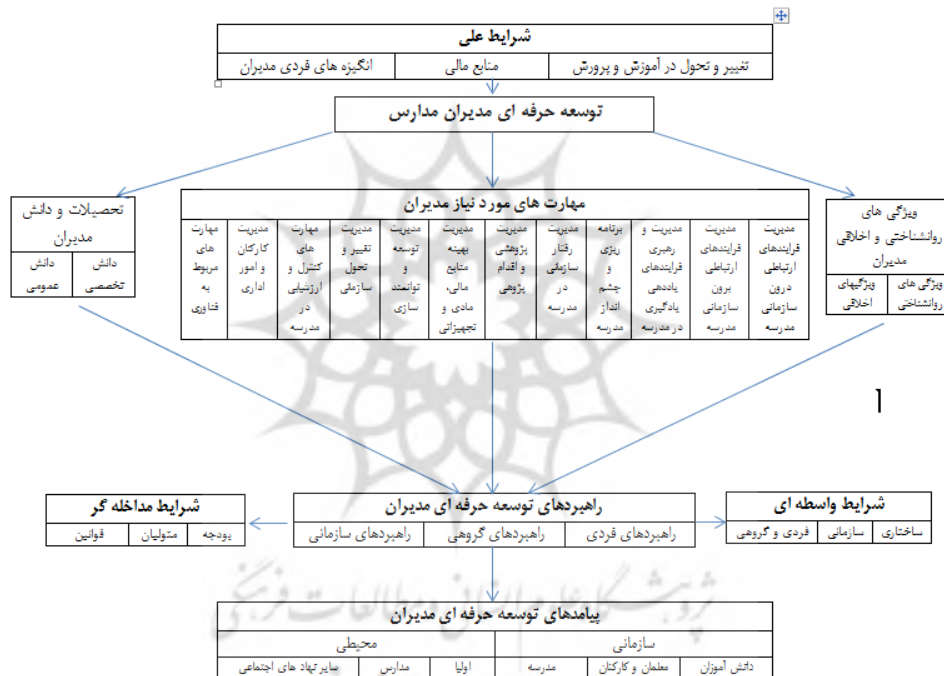 شرایط علی
تغییر و تحول در آموزش و پرورش
منابع مالی
انگیزه های فردی مدیران
توسعه حرفه ای مدیران مدارس
ویژگی های
روانشناختی و اخلاقی
مدیران
ویژگی های
روانشناختی
ویژگیهای
اخلاقی
مهارت های مورد نیاز مدیران
مدیریت
فرایندهای
ارتباطی
درون
سازمانی
مدرسه
مدیریت
فرایندهای
ارتباطی
برون
سازمانی
مدرسه
مدیریت و
رهبری
فرایندهای
یاددهی
یادگیری
در مدرسه
برنامه
ریزی
و
چشم
انداز
مدرسه
مدیریت
رفتار
سازمانی
در
مدرسه
مدیریت
پژوهشی
و اقدام
پژوهی
مدیریت
بهینه
منابع
مالی،
مادی و
تجهیزاتی
مدیریت
توسعه
و
توانمند
سازی
مدیریت
تغییر و
تحول
سازمانی
مهارت
های
کنترل و
ارزشیابی
در
مدرسه
مدیریت
کارکنان
و امور
اداری
مهارت
های
مربوط
به
فناوری
تحصیلات و دانش
مدیران
دانش
تخصصی
دانش
عمومی
ا
شرایط واسطه ای
ساختاری
سازمانی
فردی و گروهی
راهبردهای توسعه حرفه ای مدیران
راهبردهای فردی
راهبردهای گروهی
راهبردهای سازمانی
شرایط مداخله گر
بودجه
متولیان
قوانین
پژوهشگاه علوم انسانی و مطالعات فرهنگی
پیامدهای توسعه حرفه ای مدیران
سازمانی
محیطی
دانش آموزان
معلمان و کارکنان
مدرسه
اولیا
مدارس
سایر نهاد های اجتماعی